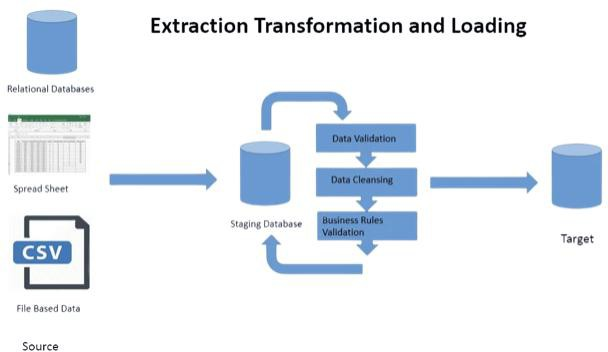 Extraction Transformation and Loading
Relational Databases
Spread Sheet
CSV
File Based Data
Source
Staging Database
Data Validation
Data Cleansing
Business Rules
Validation
Target